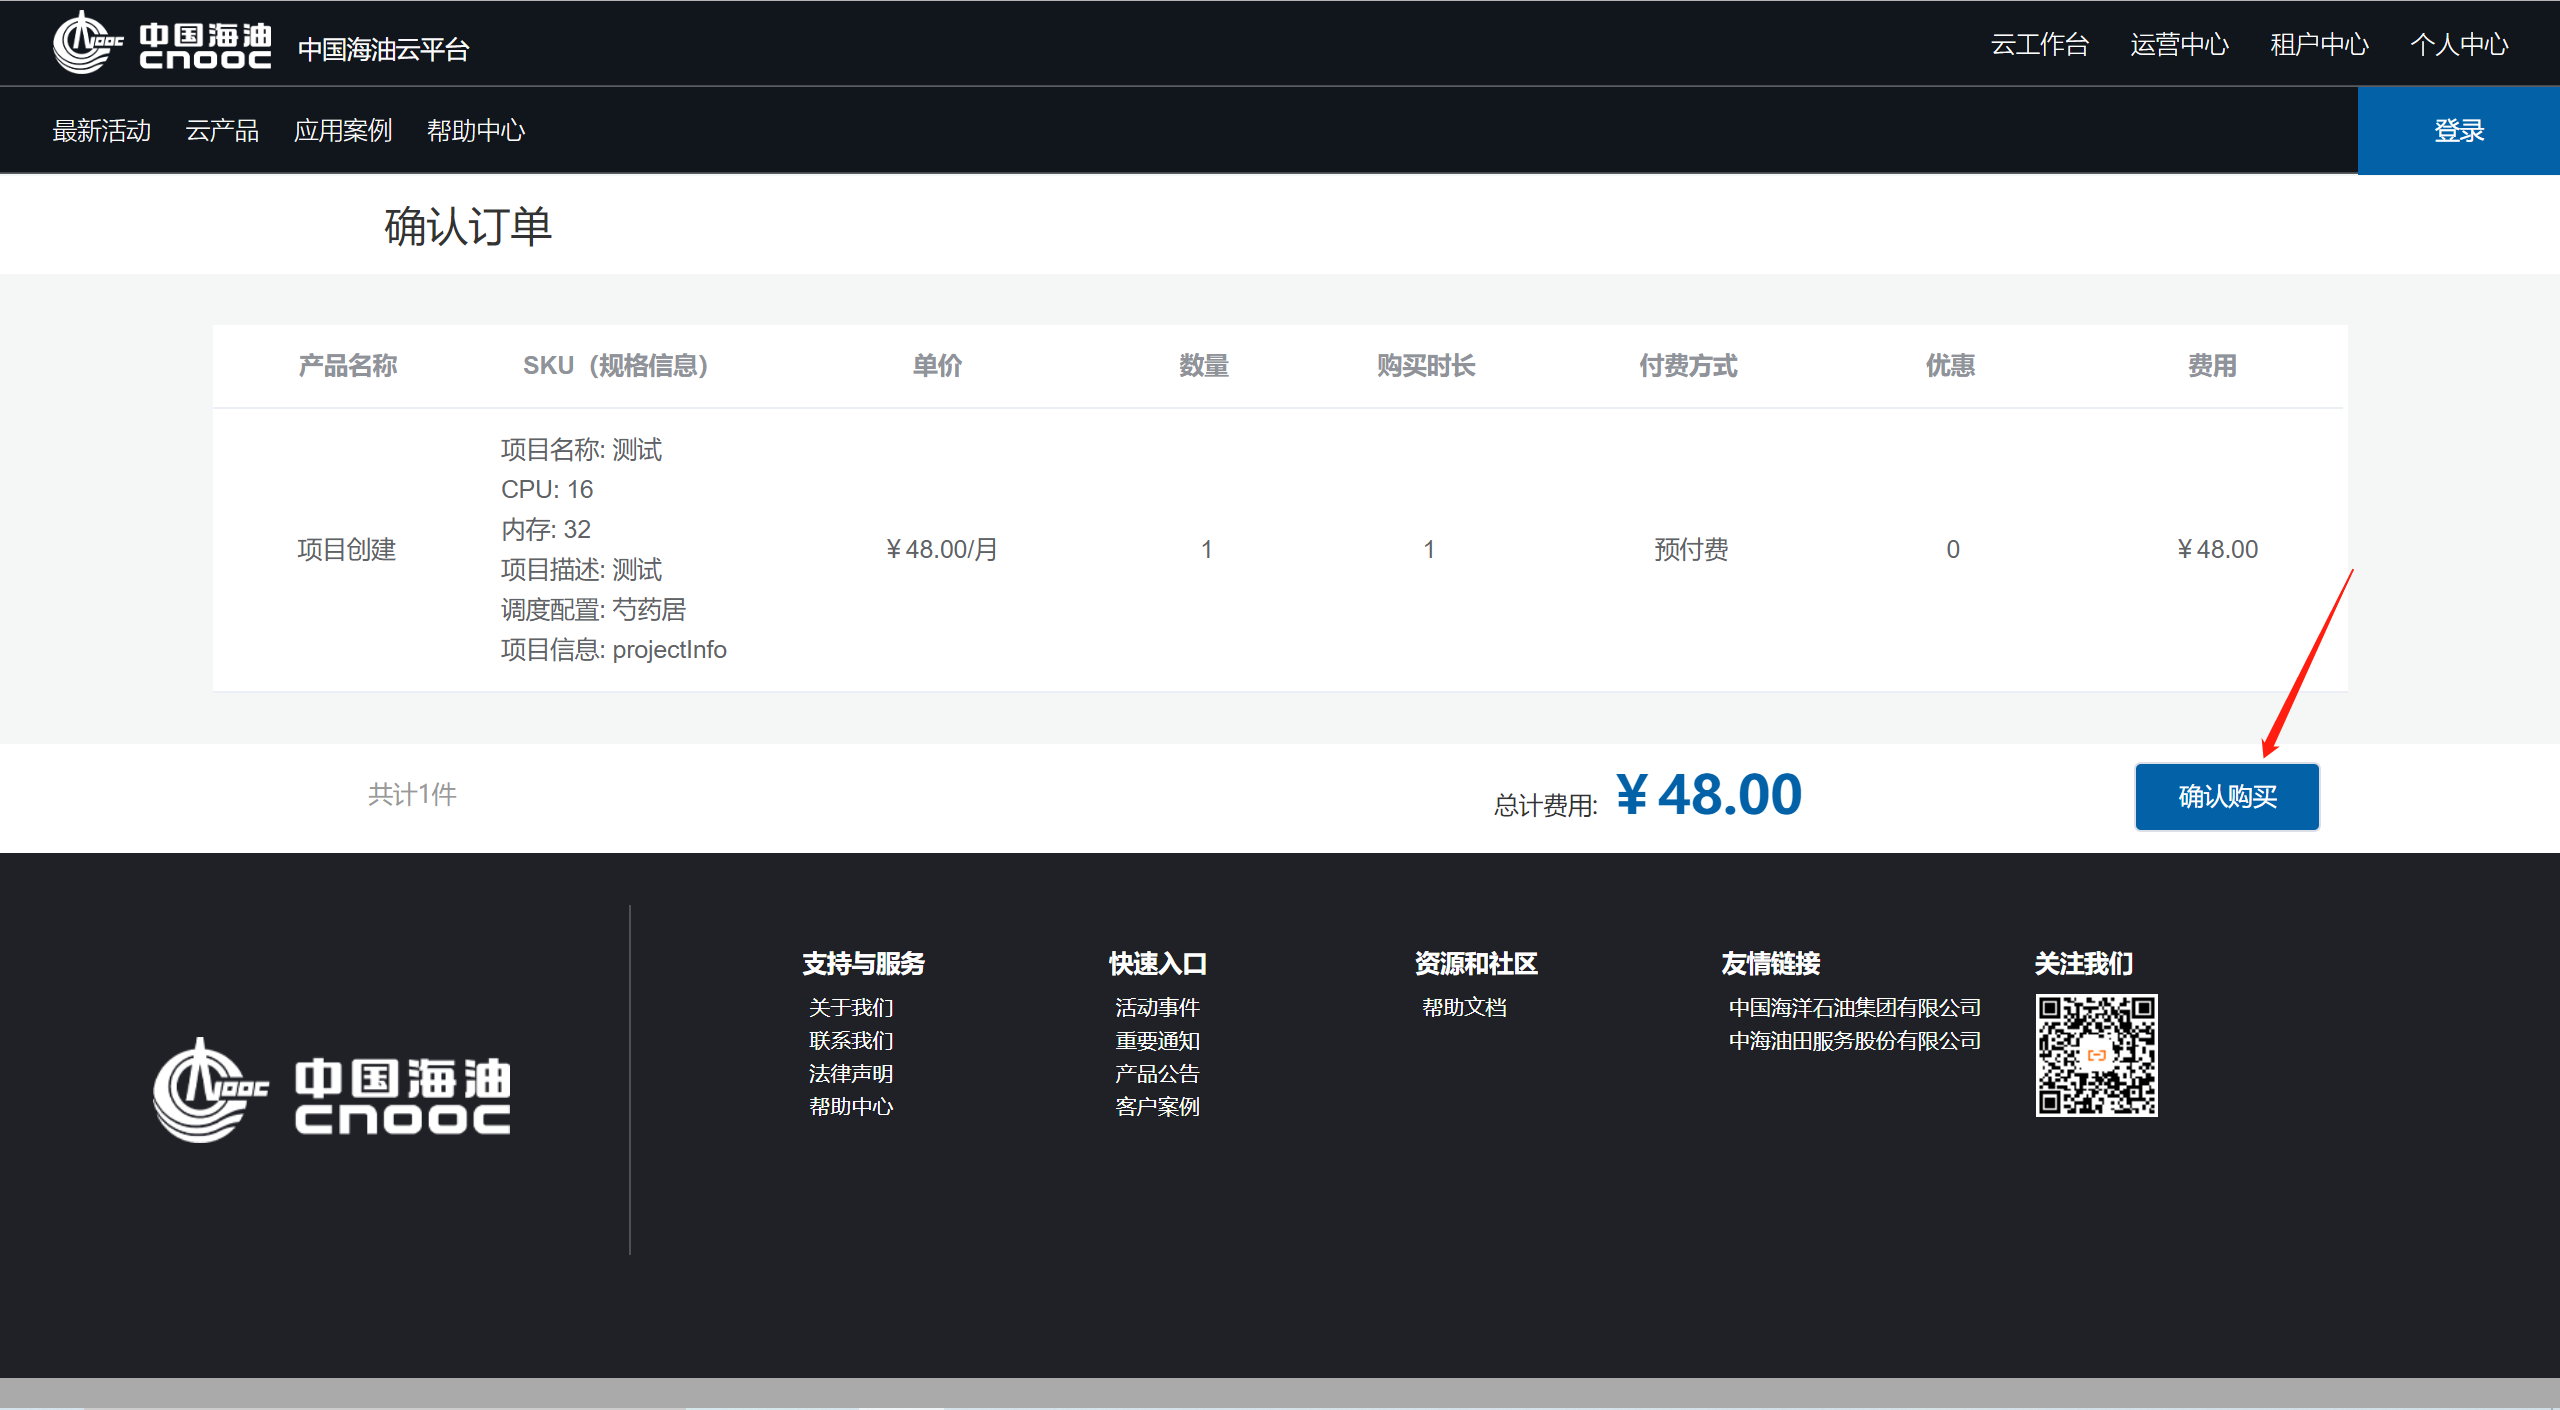 中国海油
CNOOC
中国海油云平台
云工作台 运营中心 租户中心 个人中心
最新活动 云产品 应用案例 帮助中心
登录
确认订单
产品名称 SKU（规格信息） 单价 数量 购买时长 付费方式 优惠 费用
项目名称: 测试
CPU: 16
内存: 32
项目创建 ¥48.00/月 1 1 预付费 0 ¥48.00
项目描述: 测试
调度配置: 芍药居
项目信息: projectInfo
共计1件
总计费用: ¥48.00
确认购买
中国海油
CNOOC
支持与服务
关于我们
联系我们
法律声明
帮助中心
快速入口
活动事件
重要通知
产品公告
客户案例
资源和社区
帮助文档
友情链接
中国海洋石油集团有限公司
中海油田服务股份有限公司
关注我们